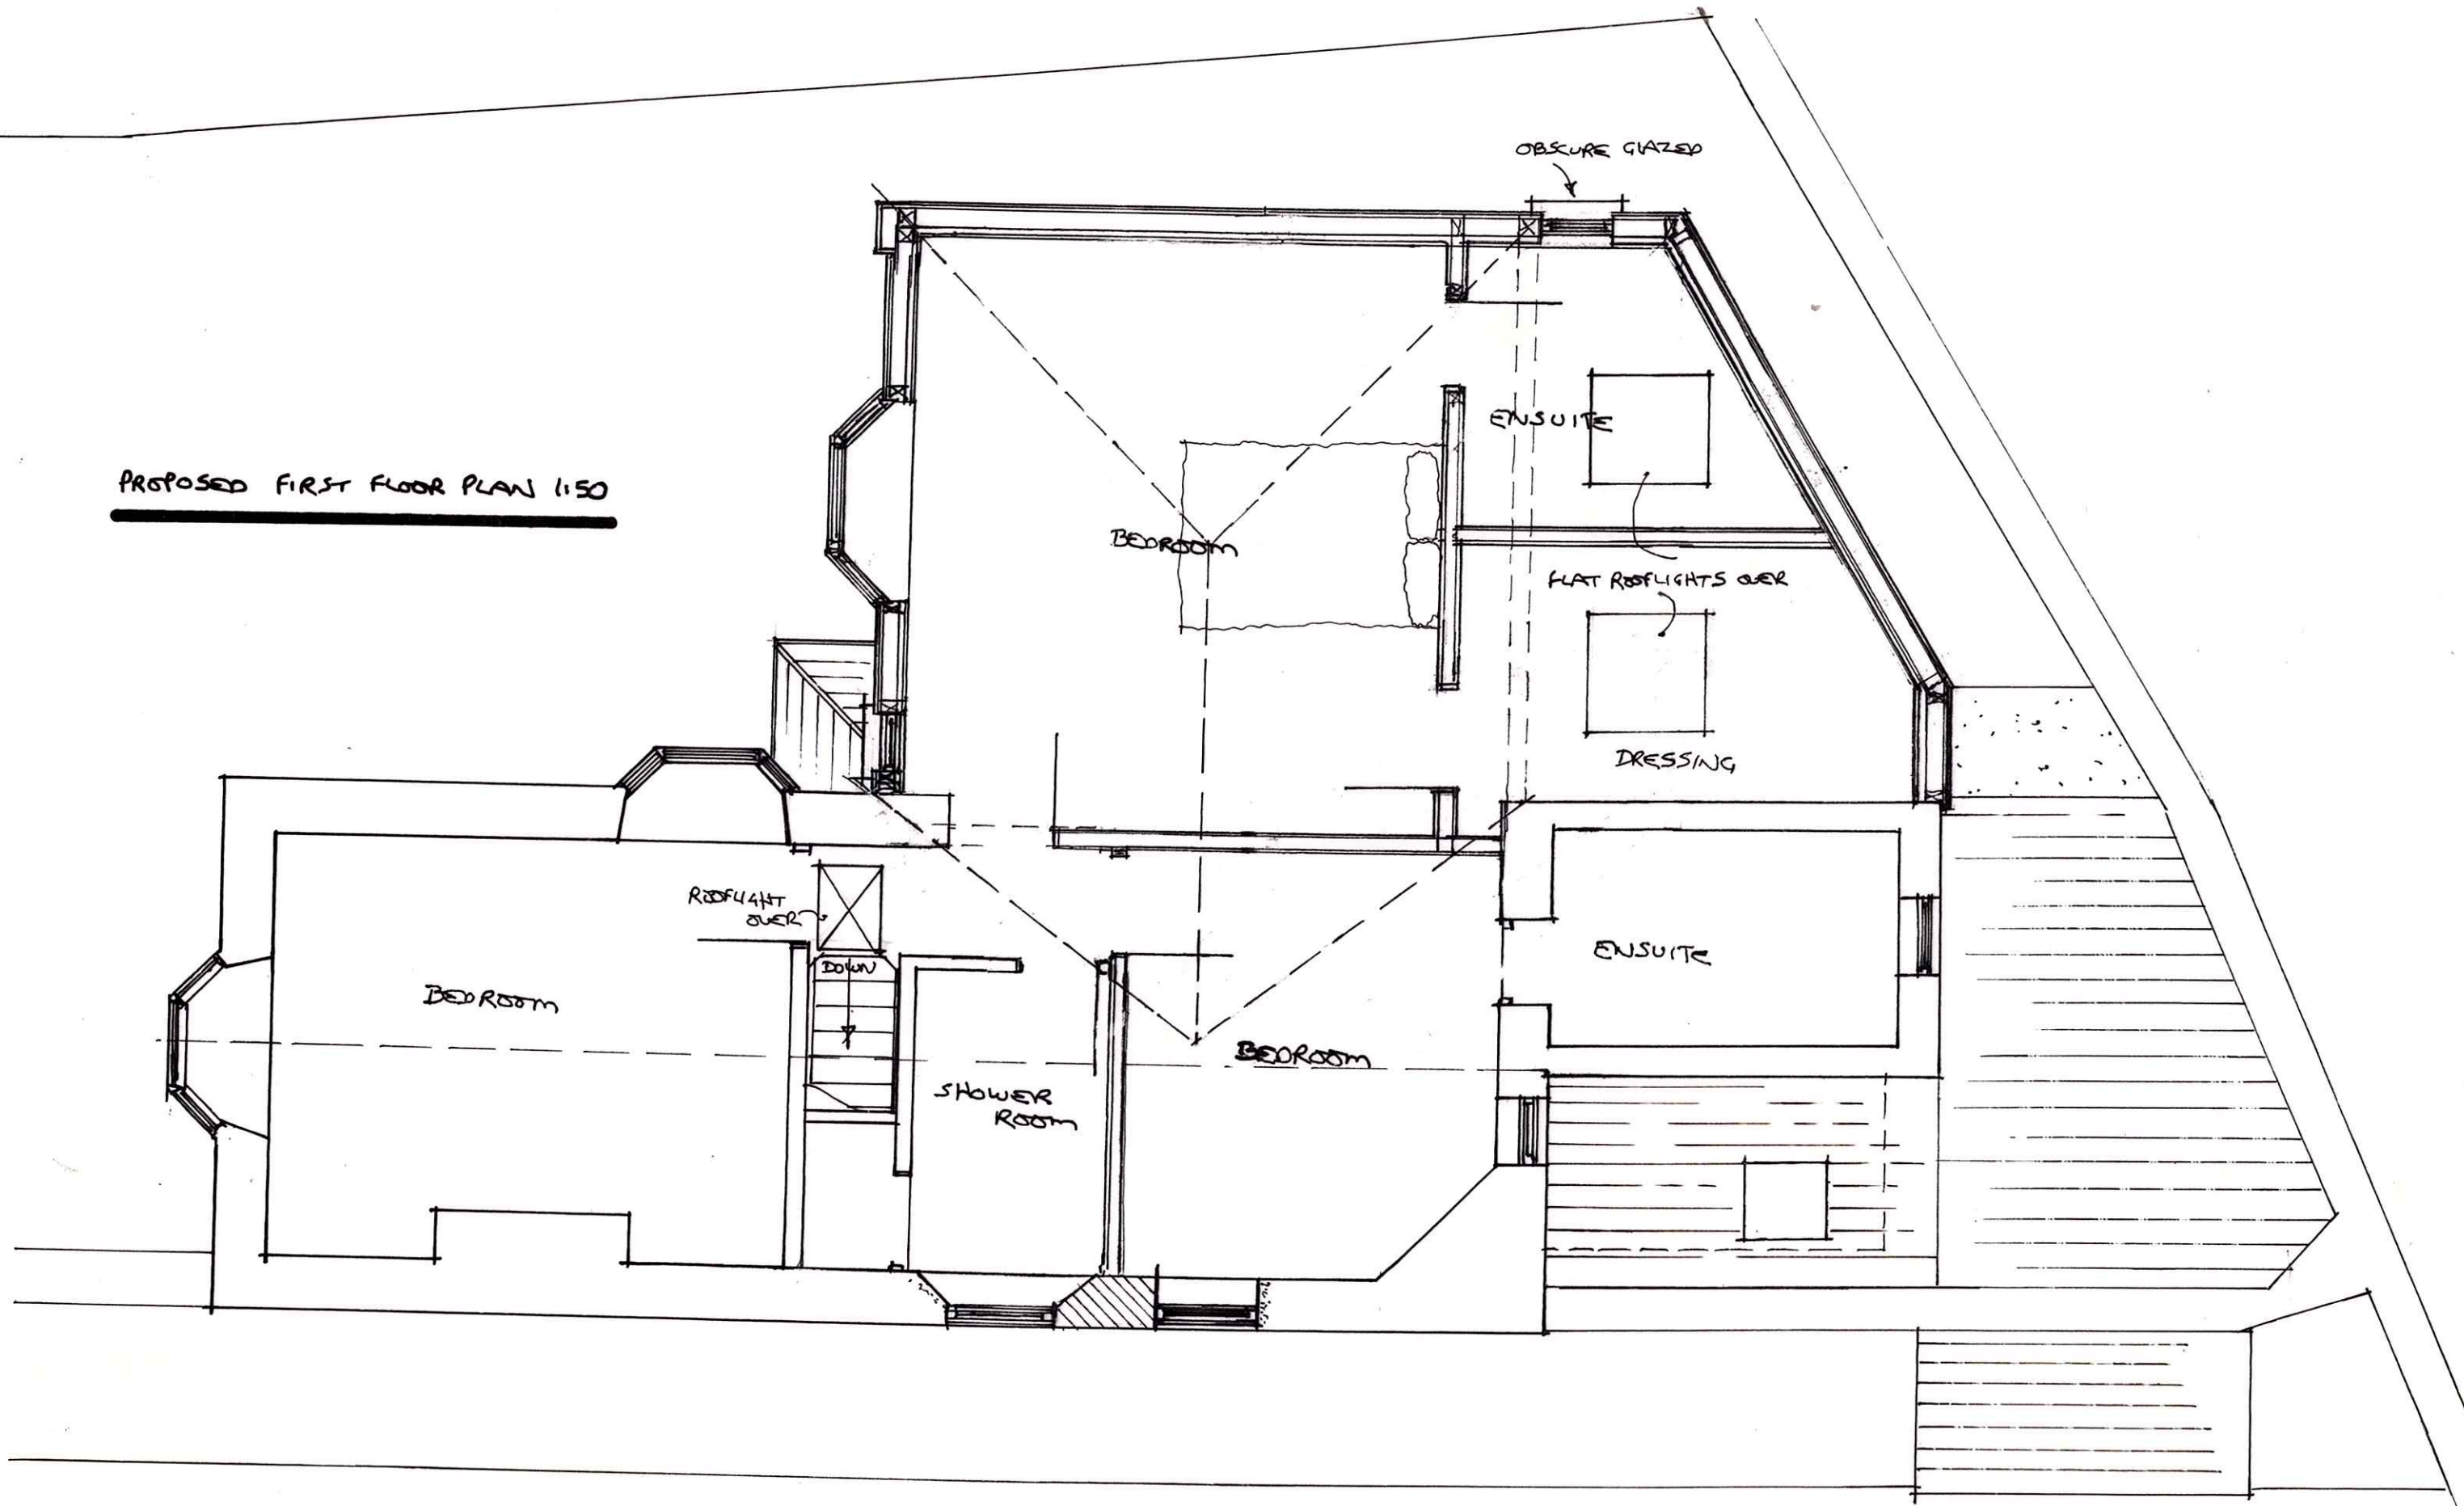 OBSCURE GLAZED
PROPOSED FIRST FLOOR PLAN 1:50
ENSUITE
BEDROOM
FLAT ROOFLIGHTS OVER
DRESSING
ROOFLIGHT
OVER
DOWN
BEDROOM
ENSUITE
BEDROOM
SHOWER
ROOM